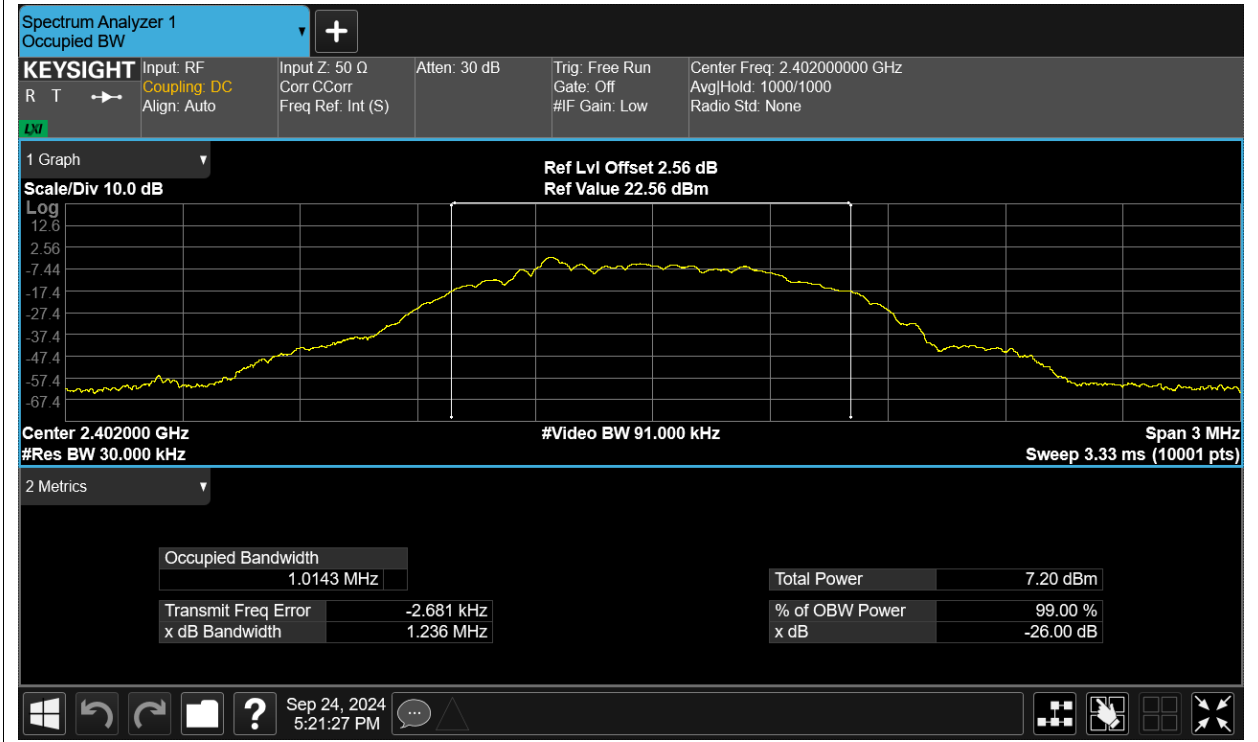 Spectrum Analyzer 1
Occupied BW
KEYSIGHT
R T
LXI
Input: RF
Coupling: DC
Align: Auto
Input Z: 50 Ω
Corr CCorr
Freq Ref: Int (S)
Atten: 30 dB
Trig: Free Run
Gate: Off
#IF Gain: Low
Center Freq: 2.402000000 GHz
Avg|Hold: 1000/1000
Radio Std: None
1 Graph
Scale/Div 10.0 dB
Ref Lvl Offset 2.56 dB
Ref Value 22.56 dBm
Log
12.6
2.56
-7.44
-17.4
-27.4
-37.4
-47.4
-57.4
-67.4
Center 2.402000 GHz
#Res BW 30.000 kHz
#Video BW 91.000 kHz
Span 3 MHz
Sweep 3.33 ms (10001 pts)
2 Metrics
Occupied Bandwidth
1.0143 MHz
Transmit Freq Error -2.681 kHz
x dB Bandwidth 1.236 MHz
Total Power 7.20 dBm
% of OBW Power 99.00 %
x dB -26.00 dB
?
Sep 24, 2024
5:21:27 PM